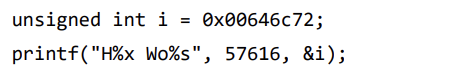 unsigned int i = 0x00646c72;
printf("H%x Wo%s", 57616, &i);